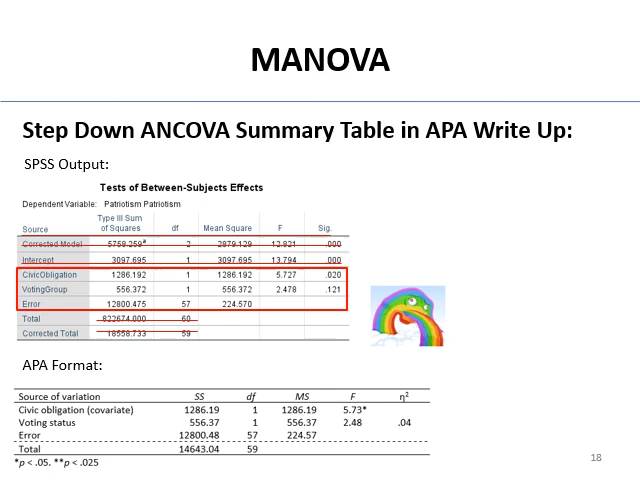 MANOVA
Step Down ANCOVA Summary Table in APA Write Up:
SPSS Output:
Tests of Between-Subjects Effects
Dependent Variable: Patriotism Patriotism
Source Type III Sum of Squares df Mean Square F Sig.
Corrected Model 5758.259a 2 2879.129 12.821 .000
Intercept 3097.695 1 3097.695 13.794 .000
CivicObligation 1286.192 1 1286.192 5.727 .020
VotingGroup 556.372 1 556.372 2.478 .121
Error 12800.475 57 224.570
Total 822674.000 60
Corrected Total 18558.733 59
APA Format:
Source of variation SS df MS F η²
Civic obligation (covariate) 1286.19 1 1286.19 5.73*
Voting status 556.37 1 556.37 2.48 .04
Error 12800.48 57 224.57
Total 14643.04 59
*p < .05. **p < .025
18